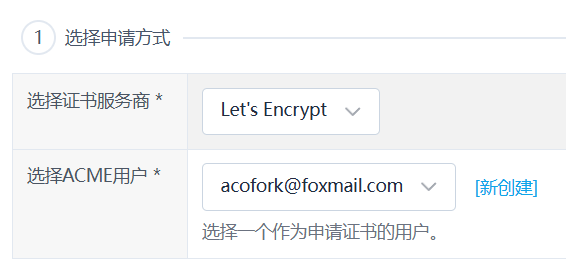 1 选择申请方式
选择证书服务商 * Let's Encrypt
选择ACME用户 * acofork@foxmail.com [新创建]
选择一个作为申请证书的用户。